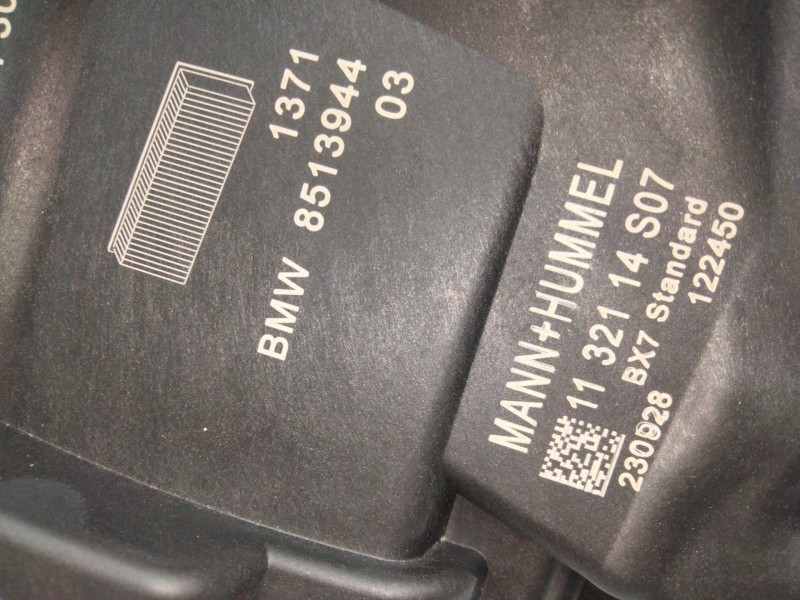 1371
BMW 8513944
03
MANN+HUMMEL
11 321 14 S07
BX7 Standard
230928 122450